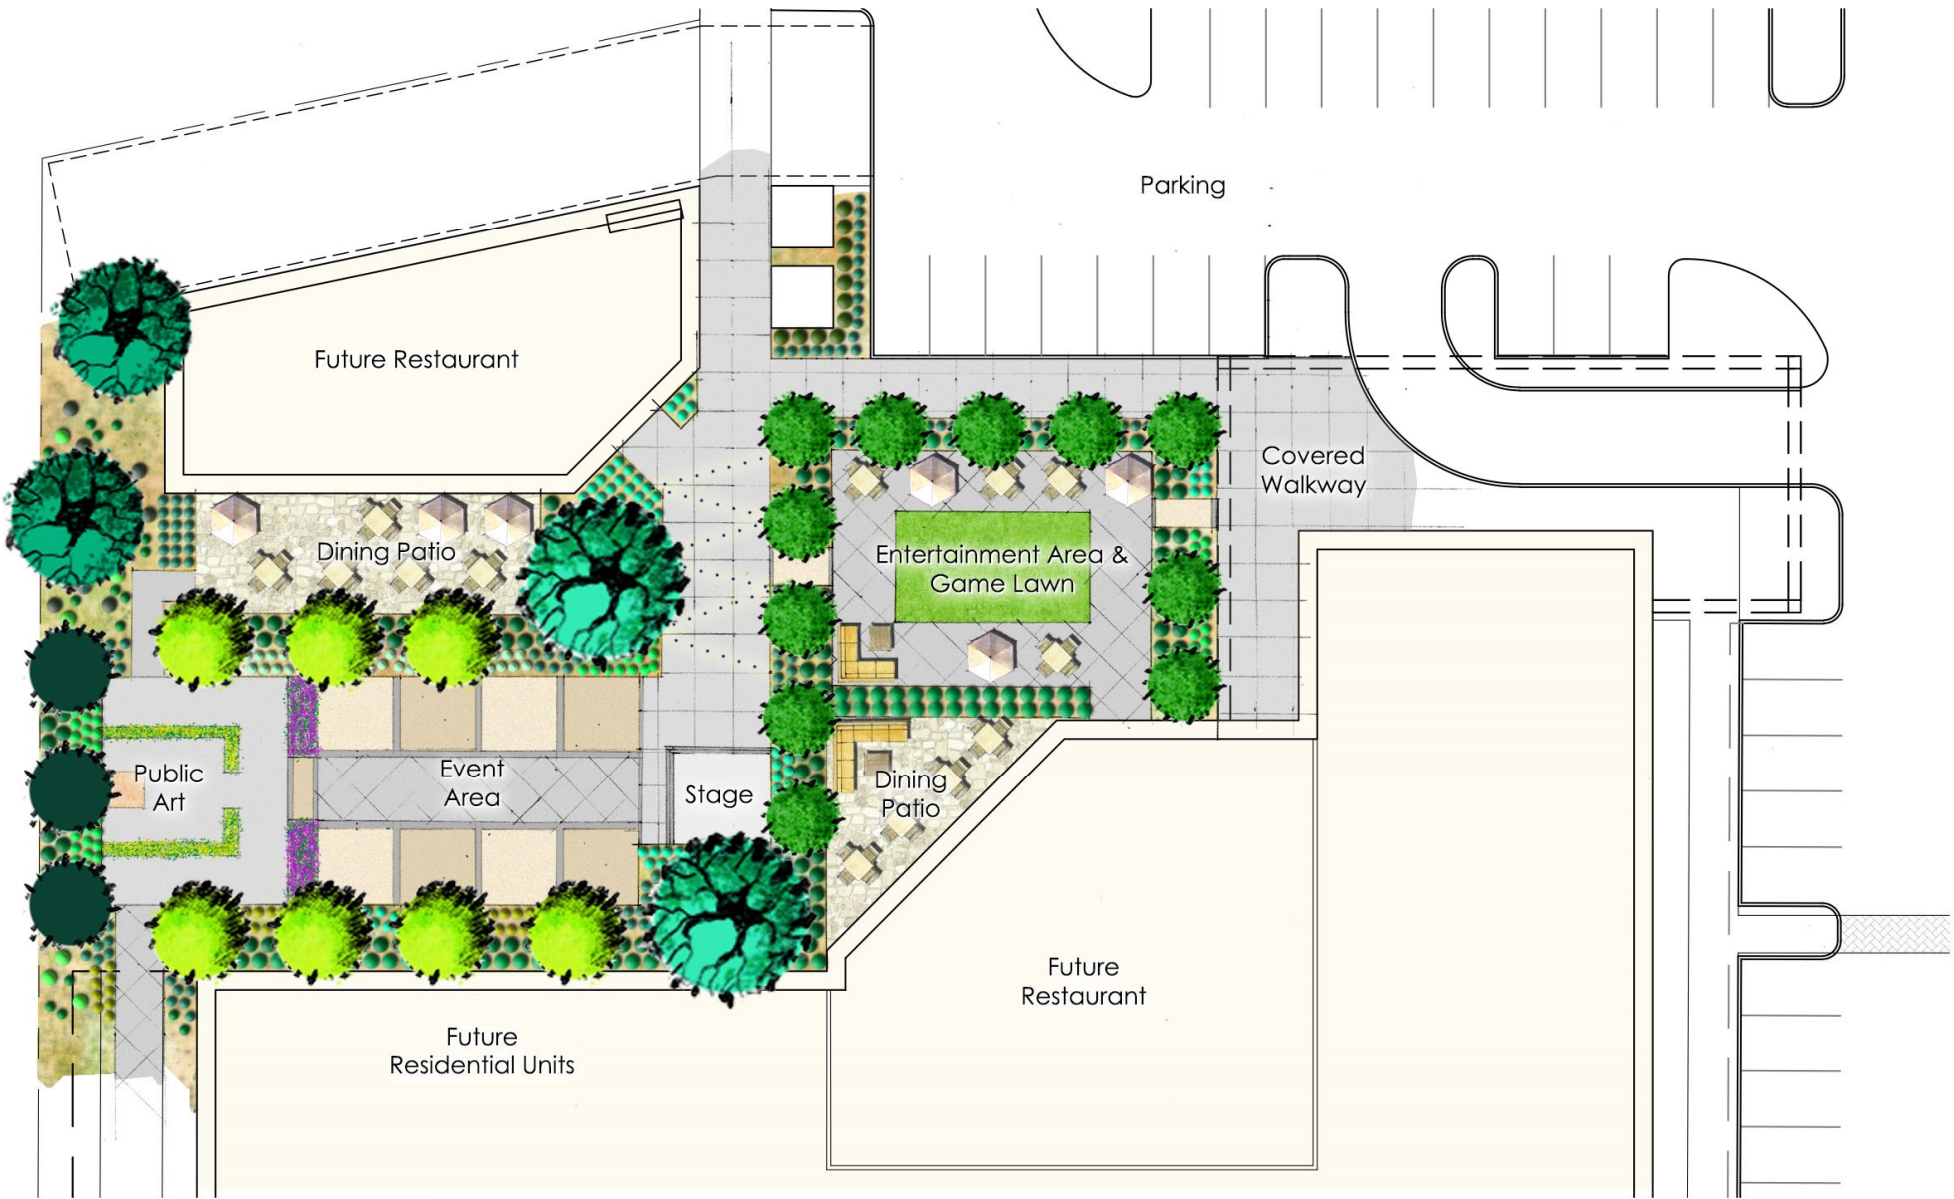 Parking
Future Restaurant
Covered
Walkway
Dining Patio
Entertainment Area &
Game Lawn
Public
Art
Event
Area
Stage
Dining
Patio
Future
Restaurant
Future
Residential Units